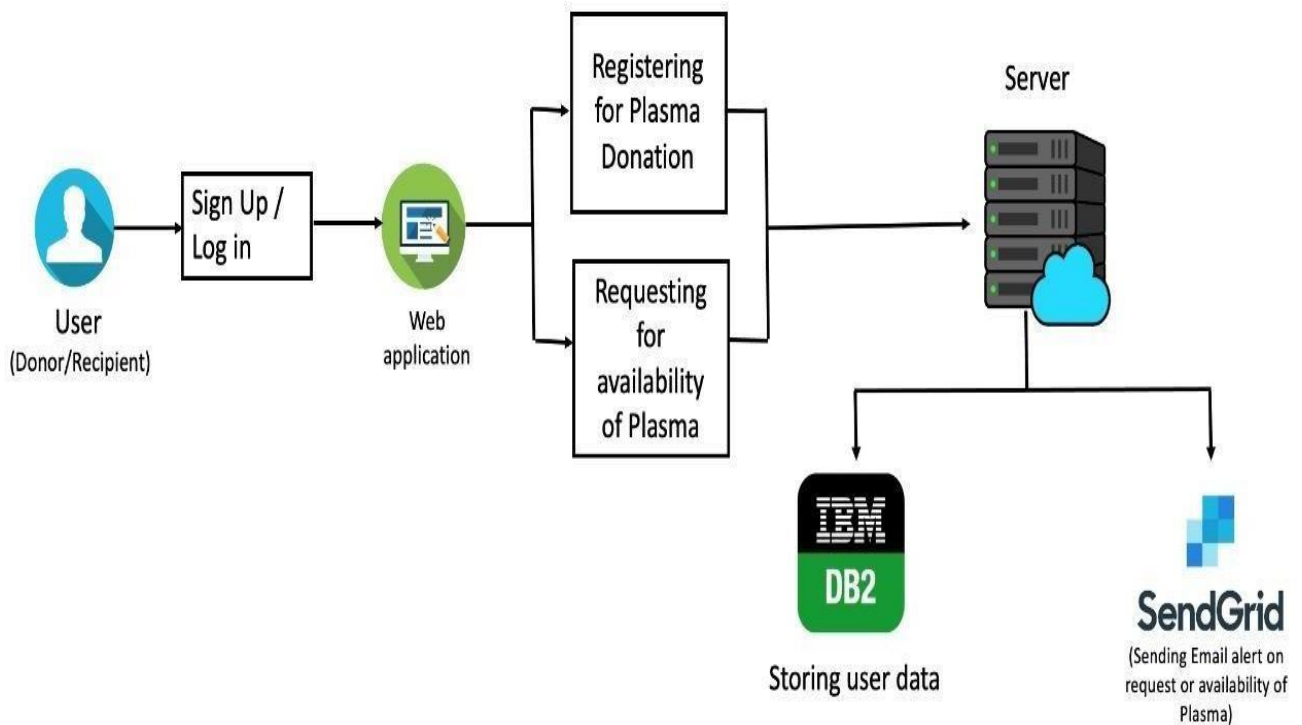 User
(Donor/Recipient)
Sign Up /
Log in
Web
application
Registering
for Plasma
Donation
Requesting
for
availability
of Plasma
Server
IBM
DB2
Storing user data
SendGrid
(Sending Email alert on
request or availability of
Plasma)